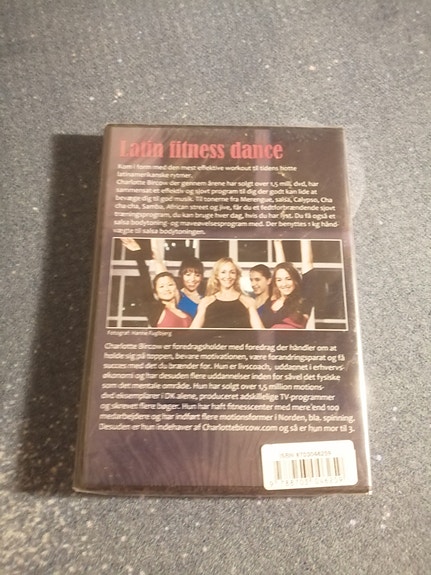 Latin fitness dance
Kom i form med den mest effektive workout til tidens hotte
latinamerikanske rytmer.
Charlotte Bircow der gennem årene har solgt over 1,5 mill. dvd, har
sammensat et effektiv og sjovt program til dig der godt kan lide at
bevæge dig til god musik. Til tonerne fra Merengue, salsa, Calypso, Cha
cha cha, Samba, African street og jive, får du et fedtforbrændende sjovt
træningsprogram, du kan bruge hver dag, hvis du har lyst. Du få også et
salsa bodytoning- og maveøvelsesprogram med. Der benyttes 1 kg hånd-
vægte til salsa bodytoningen.
Fotograf: Hanne Fuglbjerg
Charlotte Bircow er foredragsholder med foredrag der håndler om at
holde sig på toppen, bevare motivationen, være forandringsparat og få
succes med det du brænder for. Hun er livscoach, uddannet i erhvervs-
økonomi og har desuden flere uddannelser inden for såvel det fysiske
som det mentale område. Hun har solgt over 1,5 million motions
dvd eksemplarer i DK alene, produceret adskillelige TV-programmer
og skrevet flere bøger. Hun har haft fitnesscenter med mere end 100
medarbejdere og har indført flere motionsformer i Norden, bla. spinning.
Desuden er hun indehaver af Charlottebircow.com og så er hun mor til 3.
ISBN